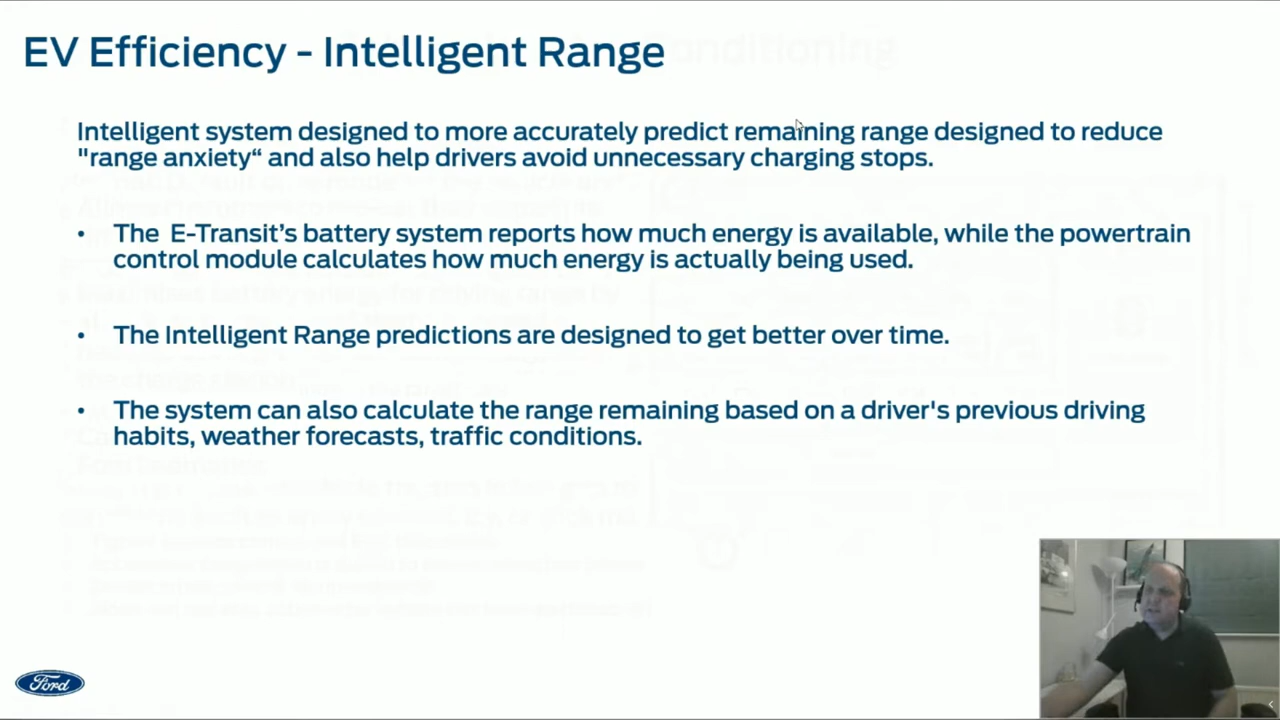 EV Efficiency - Intelligent Range
Intelligent system designed to more accurately predict remaining range designed to reduce
"range anxiety“ and also help drivers avoid unnecessary charging stops.
• The E-Transit’s battery system reports how much energy is available, while the powertrain
control module calculates how much energy is actually being used.
• The Intelligent Range predictions are designed to get better over time.
• The system can also calculate the range remaining based on a driver's previous driving
habits, weather forecasts, traffic conditions.
Ford